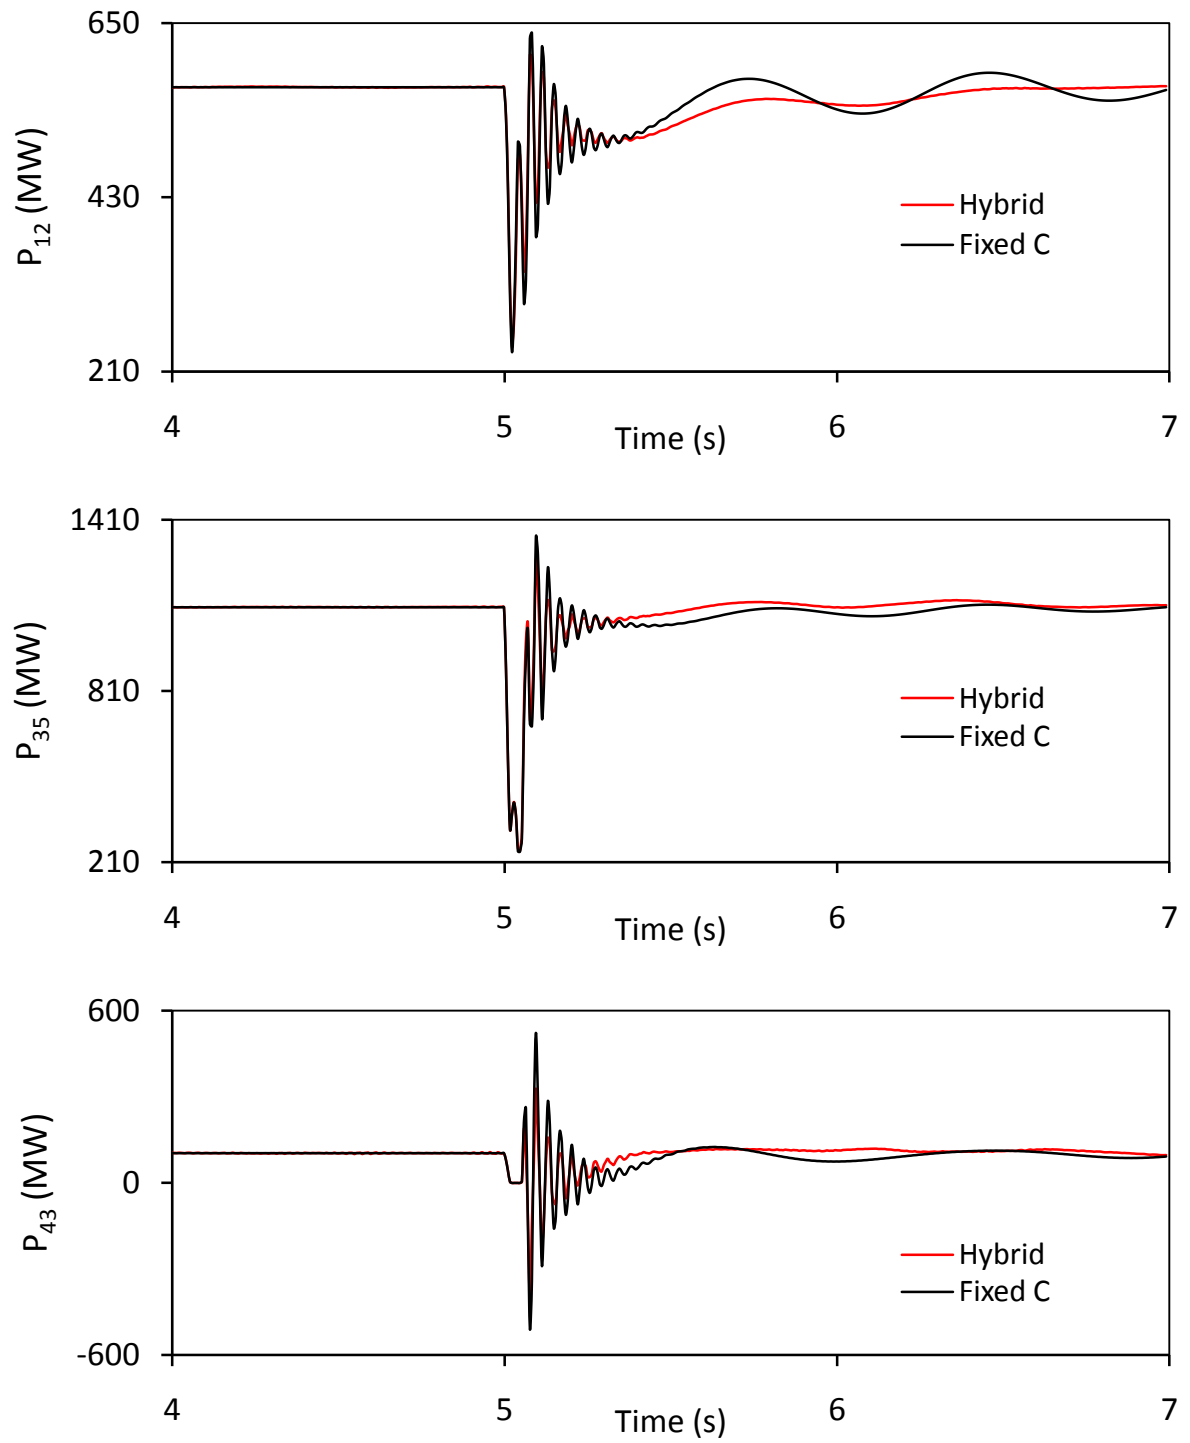 650
430
210
P12 (MW)
Hybrid
Fixed C
4 5 6 7
Time (s)
1410
810
210
P35 (MW)
Hybrid
Fixed C
4 5 6 7
Time (s)
600
0
-600
P43 (MW)
Hybrid
Fixed C
4 5 6 7
Time (s)